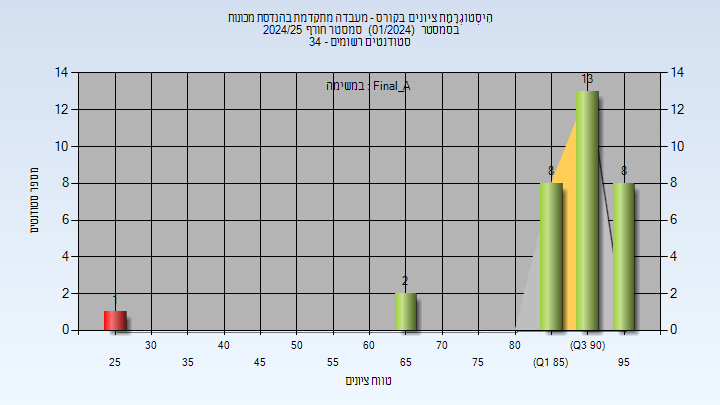 הִיסְטוֹגְרָמַת ציונים בקורס - מעבדה מתקדמת בהנדסת מכונות
בסמסטר (01/2024) סמסטר חורף 2024/25
סטודנטים רשומים - 34
במשימה : Final_A
מספר סטודנטים
14 14
12 12
10 10
8 8
6 6
4 4
2 2
0 0
1 2 8 13 8
30 40 50 60 70 80 (Q3 90)
25 35 45 55 65 75 (Q1 85) 95
טווח ציונים